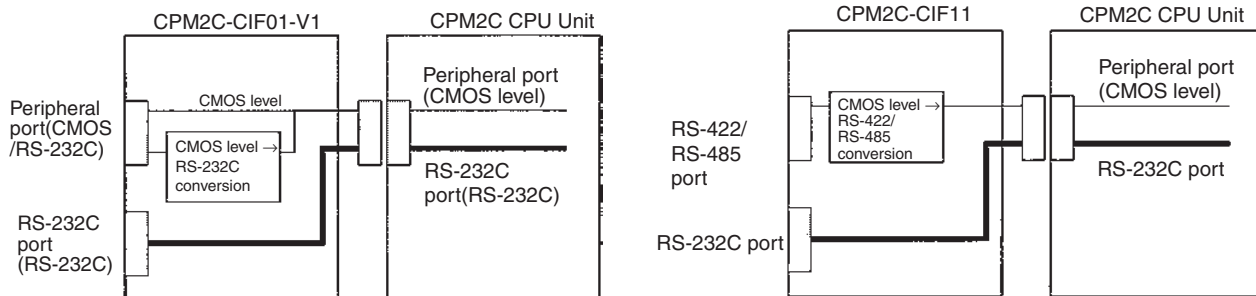 CPM2C-CIF01-V1
CPM2C CPU Unit
Peripheral
port(CMOS
/RS-232C)
CMOS level
CMOS level →
RS-232C
conversion
Peripheral port
(CMOS level)
RS-232C
port(RS-232C)
RS-232C
port
(RS-232C)
CPM2C-CIF11
CPM2C CPU Unit
RS-422/
RS-485
port
CMOS level →
RS-422/
RS-485
conversion
Peripheral port
(CMOS level)
RS-232C port
RS-232C port